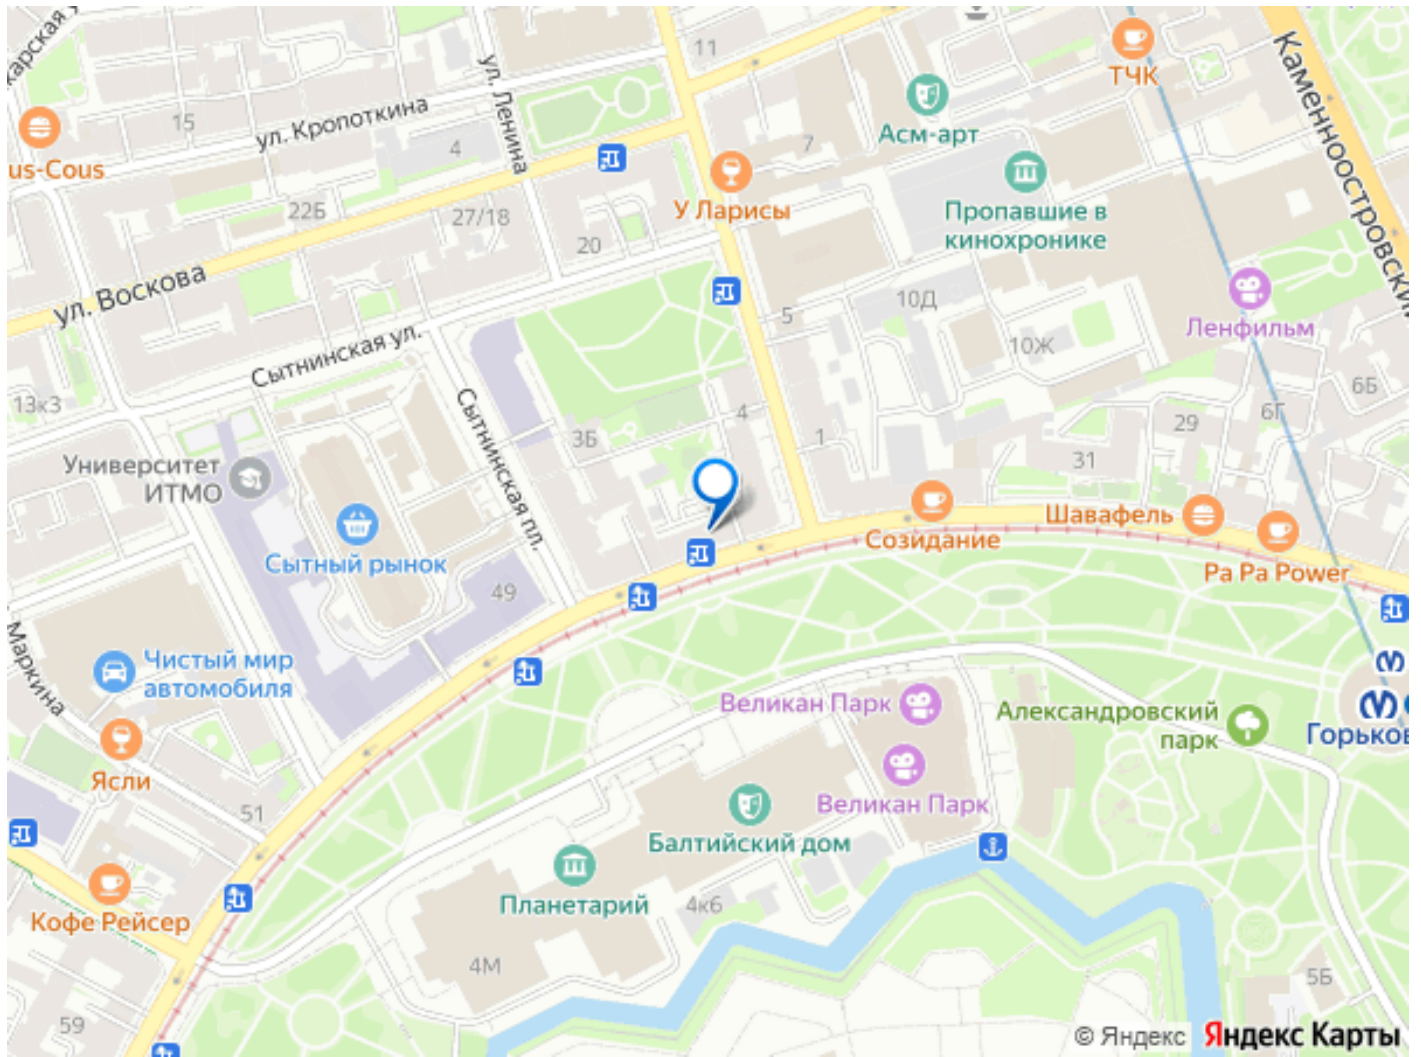 11
ТЧК
Каменноостровский
ул. Ленина
15
ул. Кропоткина
us-Cous
4
Асм-арт
7
У Ларисы
Пропавшие в
кинохронике
22Б
27/18
20
ул. Воскова
10Д
5
Ленфильм
10Ж
Сытнинская ул.
13к3
6Б
6Г
4
29
3Б
1
Сытнинская пл.
31
Университет
ИТМО
Шавафель
Созидание
Сытный рынок
Pa Pa Power
49
Маркина
Чистый мир
автомобиля
Великан Парк
Александровский
парк
Горьков
Ясли
Великан Парк
51
Балтийский дом
Планетарий
4к6
Кофе Рейсер
4М
5Б
59
© Яндекс Яндекс Карты